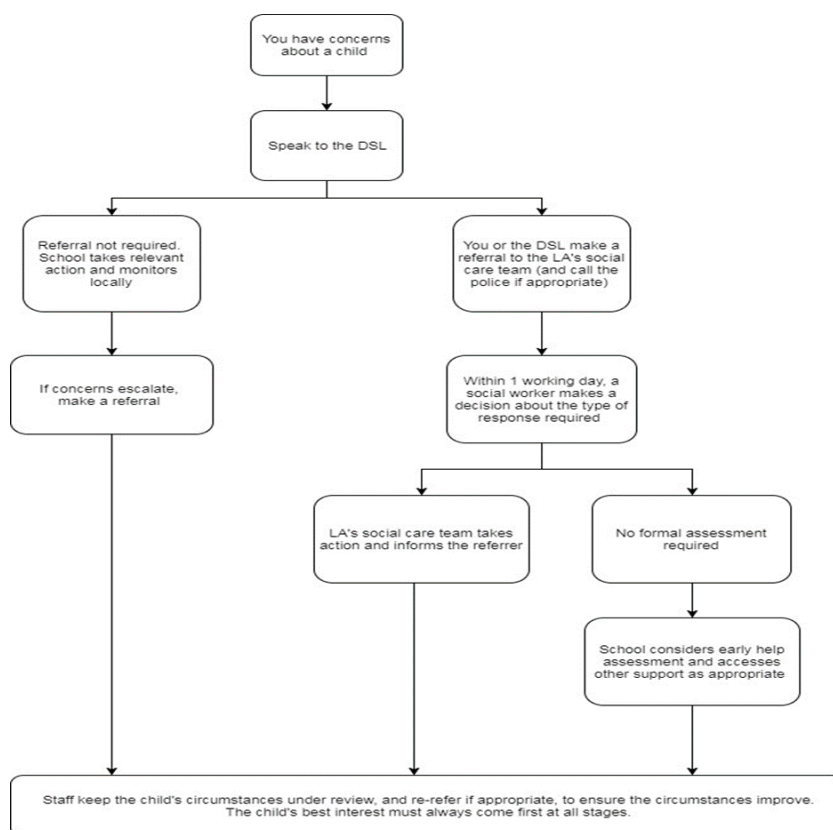 You have concerns
about a child
Speak to the DSL
Referral not required.
School takes relevant
action and monitors
locally
You or the DSL make a
referral to the LA's social
care team (and call the
police if appropriate)
If concerns escalate,
make a referral
Within 1 working day, a
social worker makes a
decision about the type of
response required
LA's social care team takes
action and informs the referrer
No formal assessment
required
School considers early help
assessment and accesses
other support as appropriate
Staff keep the child's circumstances under review, and re-refer if appropriate, to ensure the circumstances improve.
The child's best interest must always come first at all stages.